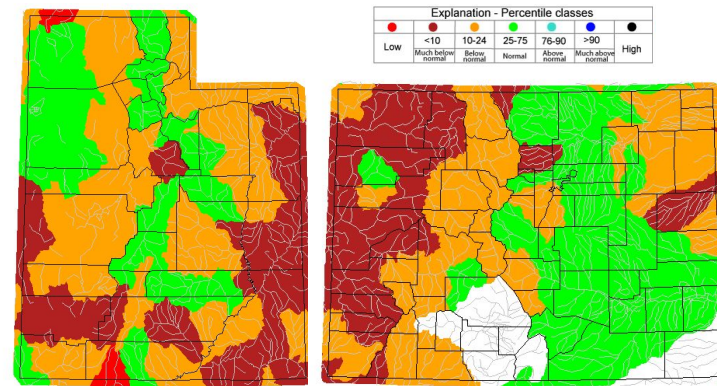 Explanation - Percentile classes
Low <10 10-24 25-75 76-90 >90 High
Much below normal Below normal Normal Above normal Much above normal